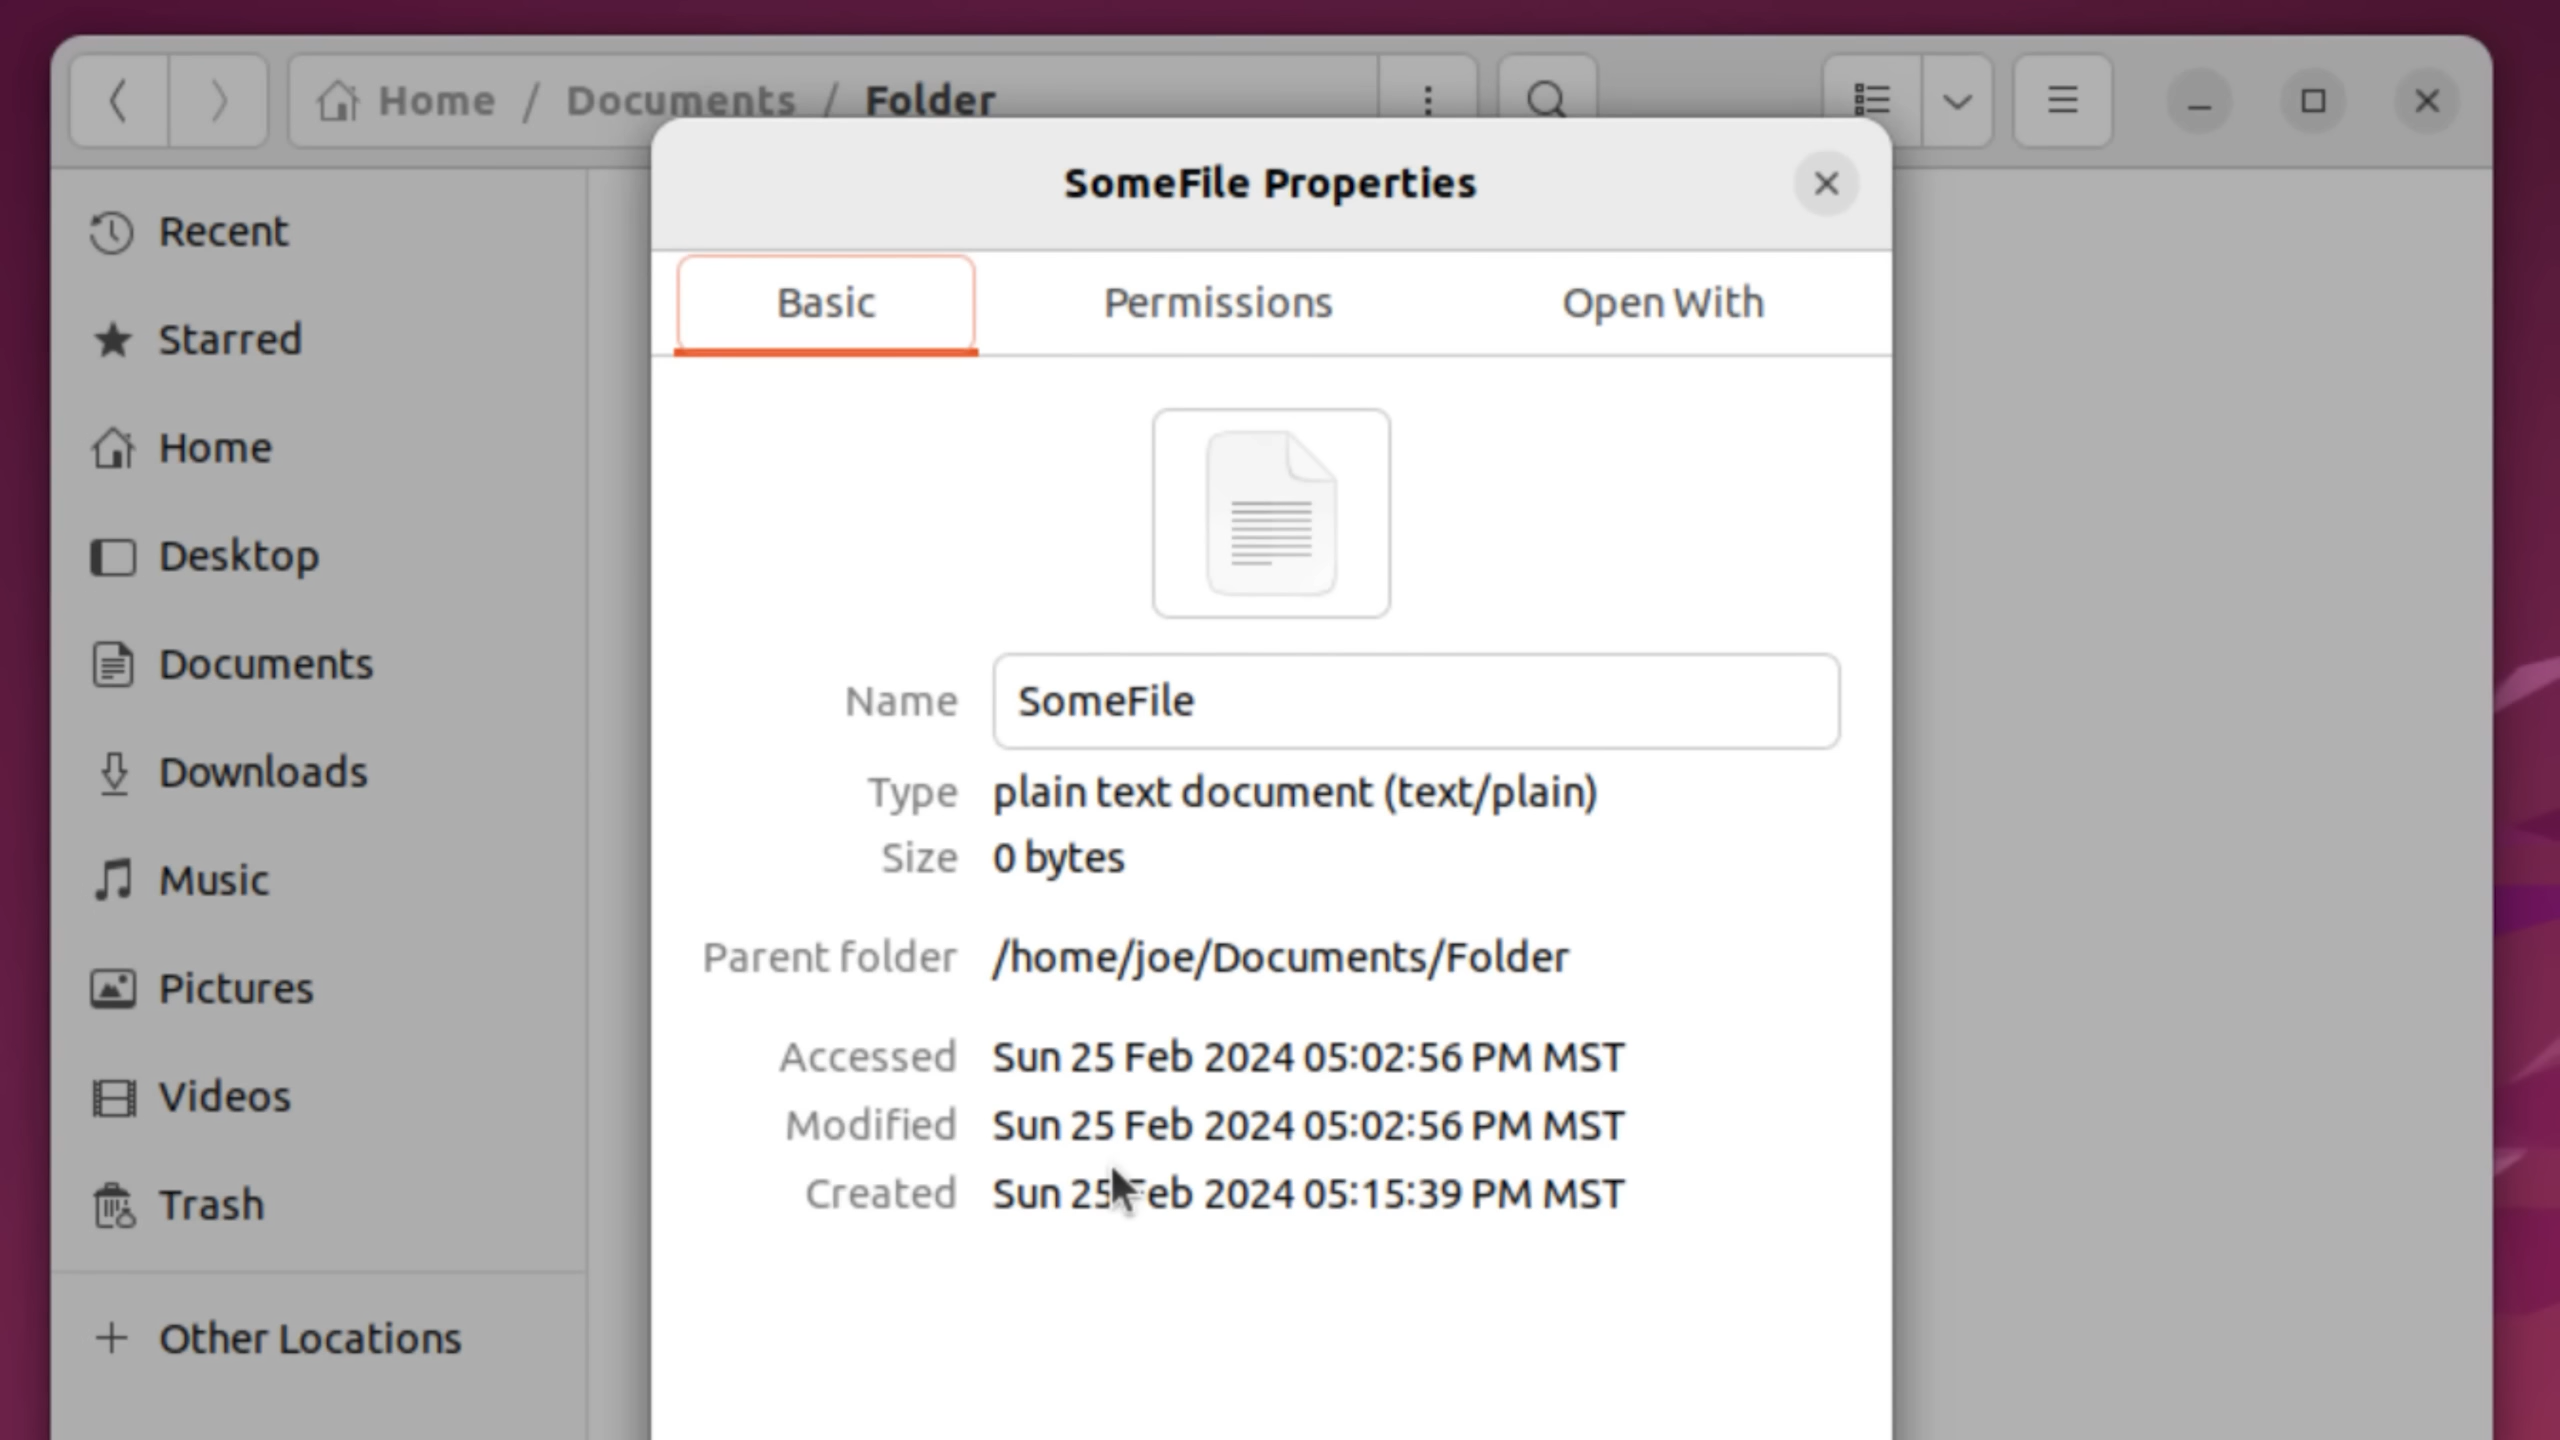 Home / Documents / Folder
SomeFile Properties
Basic Permissions Open With
Recent
Starred
Home
Desktop
Documents
Downloads
Music
Pictures
Videos
Trash
Other Locations
Name SomeFile
Type plain text document (text/plain)
Size 0 bytes
Parent folder /home/joe/Documents/Folder
Accessed Sun 25 Feb 2024 05:02:56 PM MST
Modified Sun 25 Feb 2024 05:02:56 PM MST
Created Sun 25 Feb 2024 05:15:39 PM MST